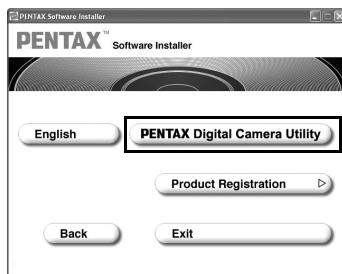 PENTAX Software Installer
PENTAX™ Software Installer
English
PENTAX Digital Camera Utility
Product Registration
Back
Exit